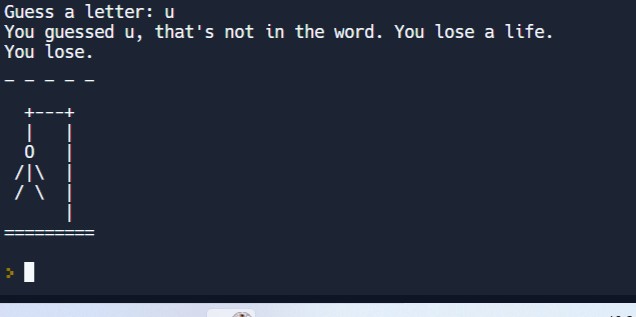 Guess a letter: u
You guessed u, that's not in the word. You lose a life.
You lose.
_ _ _ _ _

  +---+
  |   |
  O   |
 /|\  |
 / \  |
      |
=========

>